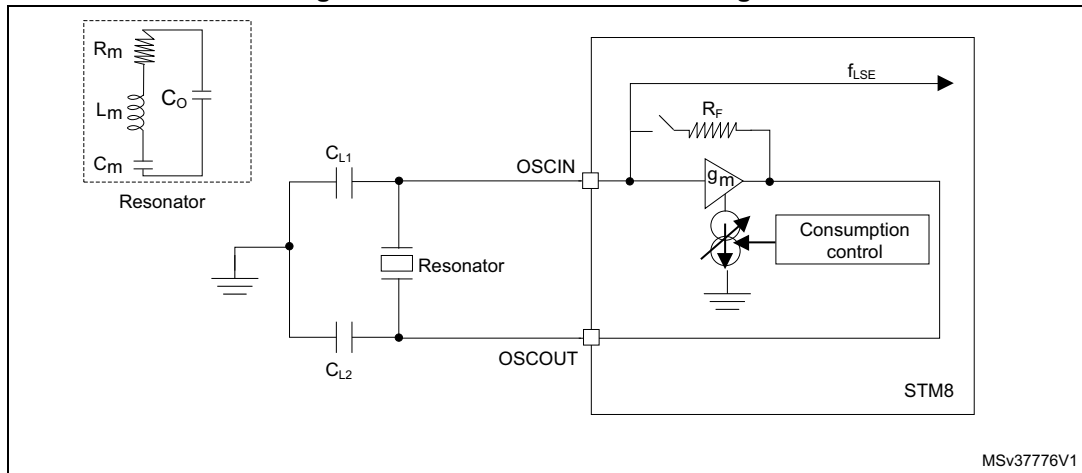 Rm
Lm
CO
Cm
Resonator
CL1
CL2
Resonator
OSCIN
OSCOUT
fLSE
RF
gm
Consumption
control
STM8
MSv37776V1